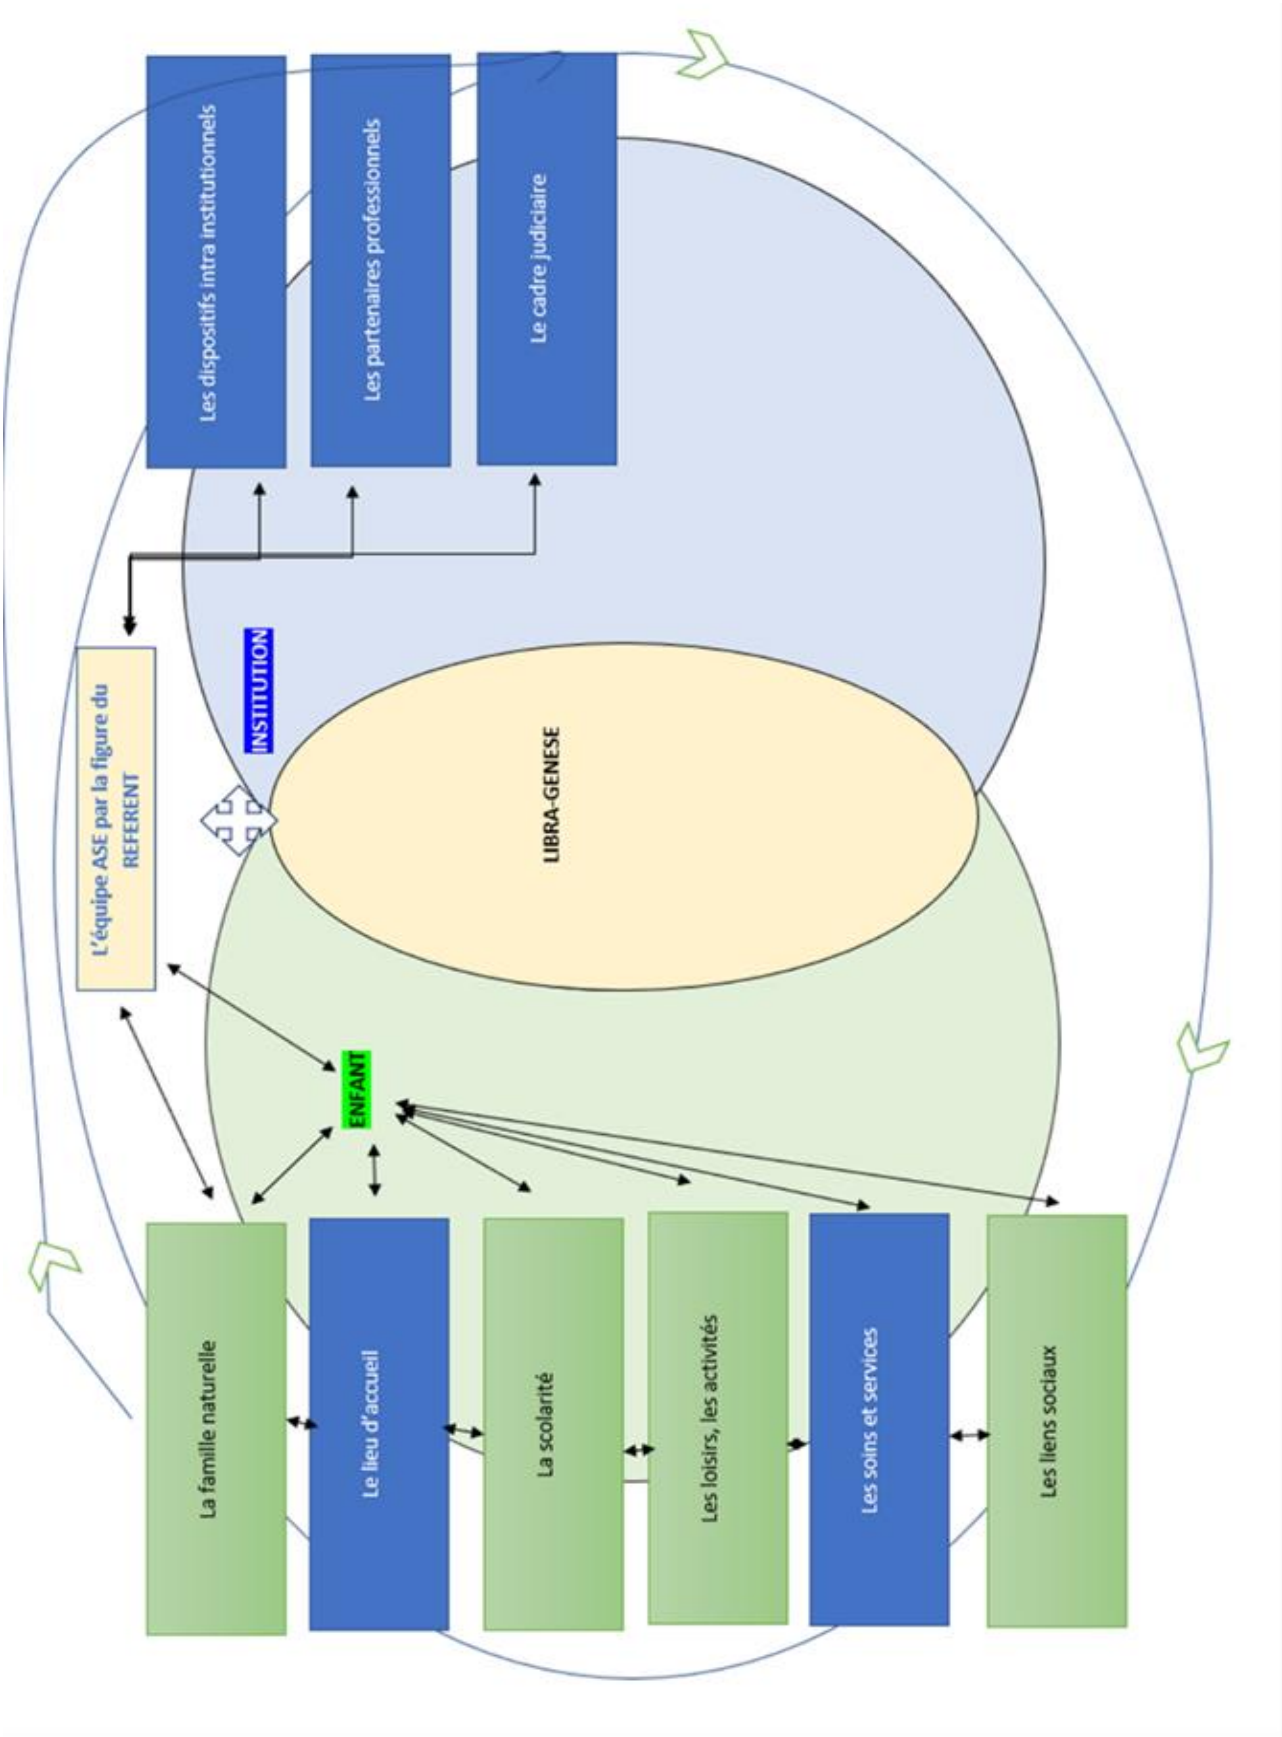 L'équipe ASE par la figure du
REFERENT
La famille naturelle
Les dispositifs intra institutionnels
INSTITUTION
Le lieu d'accueil
ENFANT
Les partenaires professionnels
La scolarité
LIBRA-GENESE
Le cadre judiciaire
Les loisirs, les activités
Les soins et services
Les liens sociaux